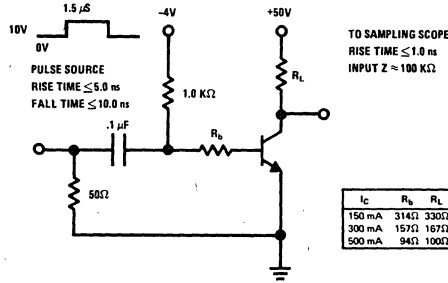 1.5 µS
10V
0V
PULSE SOURCE
RISE TIME ≤5.0 ns
FALL TIME ≤10.0 ns
-4V
+50V
TO SAMPLING SCOPE
RISE TIME ≤1.0 ns
INPUT Z ≈ 100 KΩ
RL
1.0 KΩ
.1 µF
Rb
50Ω
IC Rb RL
150 mA 314Ω 330Ω
300 mA 157Ω 167Ω
500 mA 94Ω 100Ω